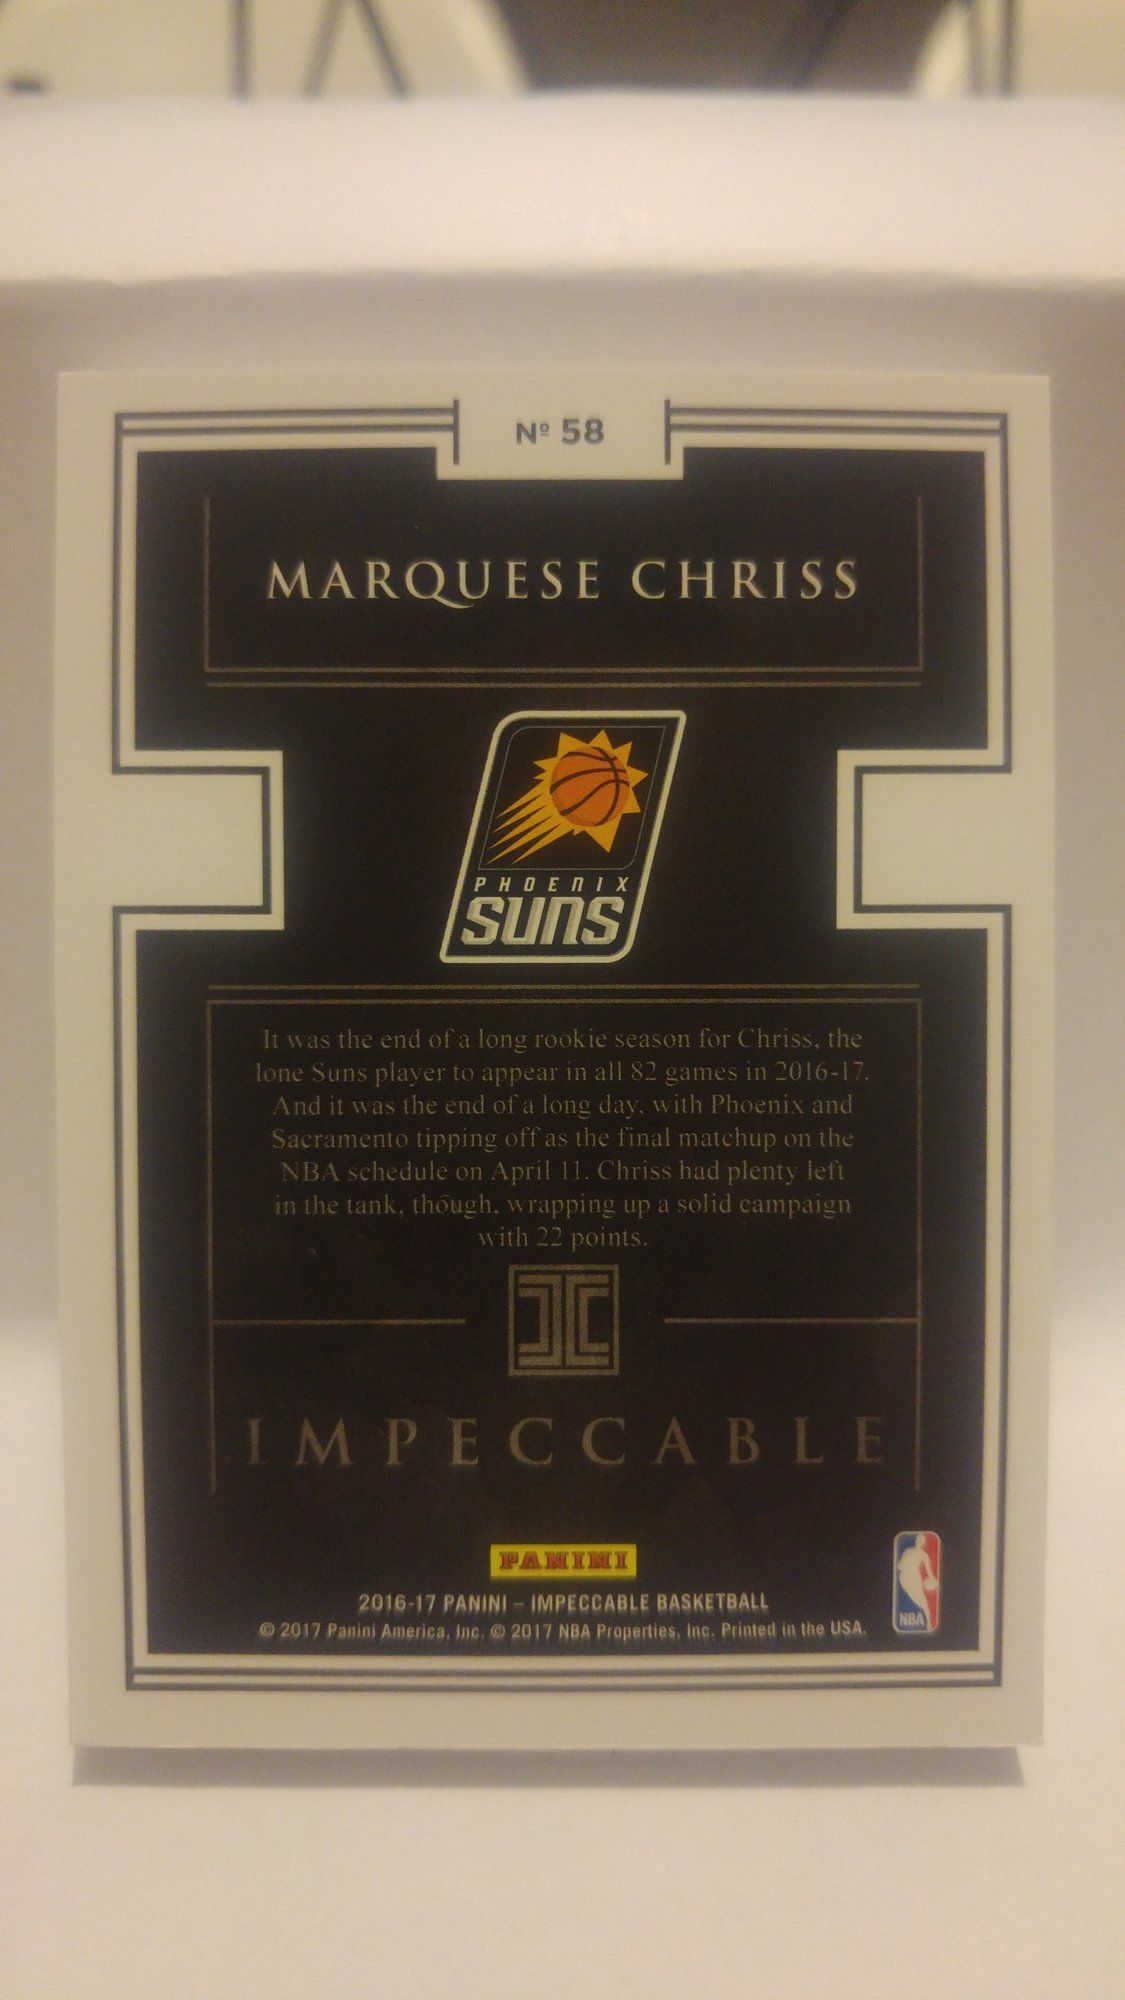 Nº 58
MARQUESE CHRISS
PHOENIX
SUNS
It was the end of a long rookie season for Chriss, the
lone Suns player to appear in all 82 games in 2016-17.
And it was the end of a long day, with Phoenix and
Sacramento tipping off as the final matchup on the
NBA schedule on April 11. Chriss had plenty left
in the tank, though, wrapping up a solid campaign
with 22 points.
IMPECCABLE
PANINI
2016-17 PANINI – IMPECCABLE BASKETBALL
© 2017 Panini America, Inc. © 2017 NBA Properties, Inc. Printed in the USA.
NBA